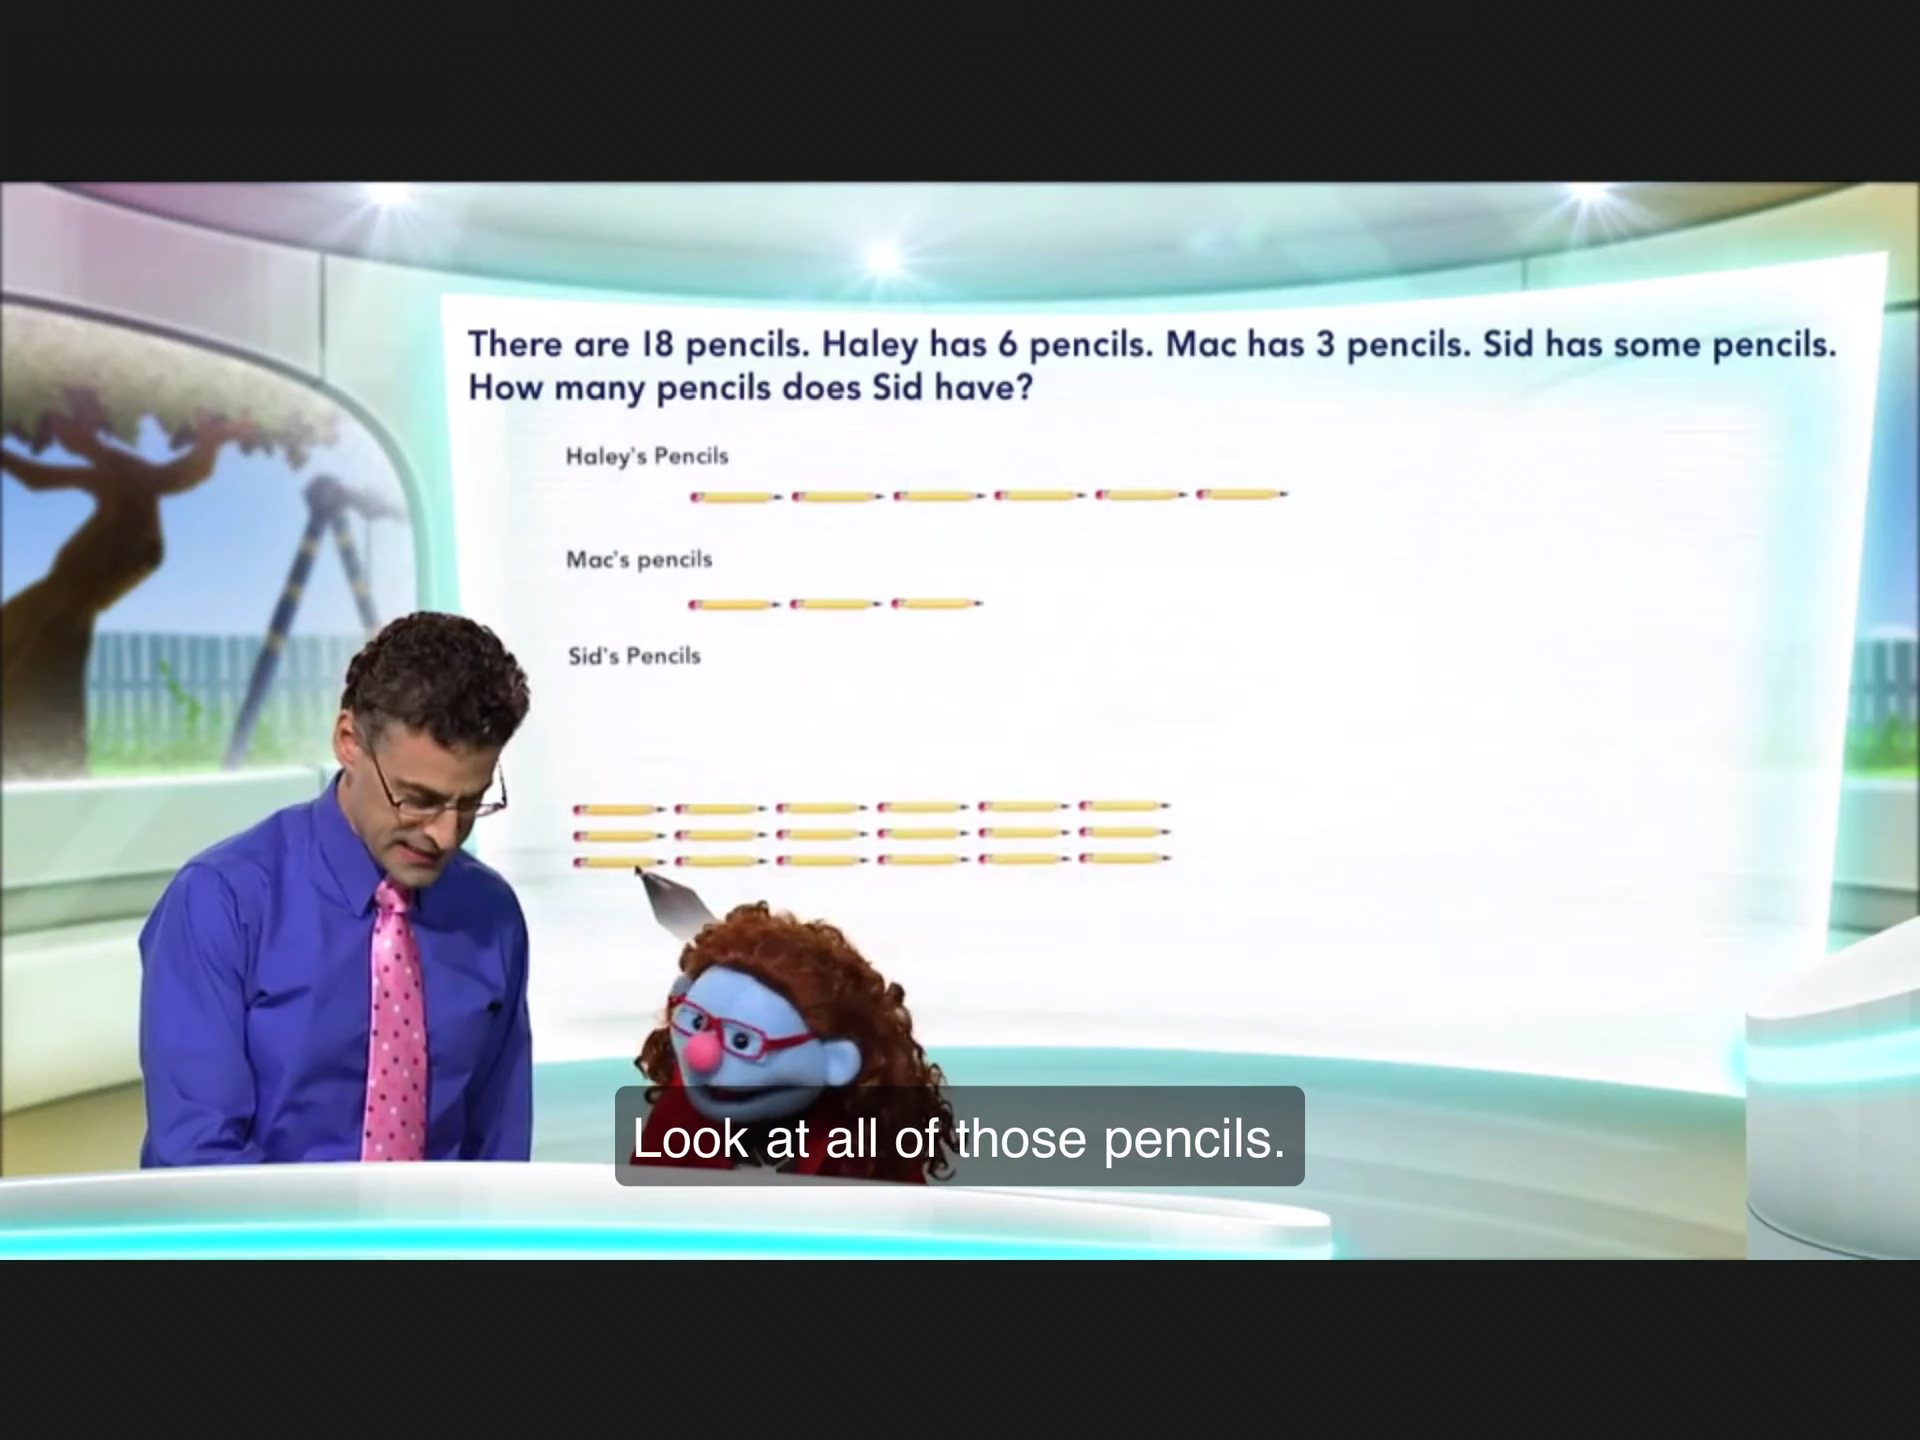 There are 18 pencils. Haley has 6 pencils. Mac has 3 pencils. Sid has some pencils.
How many pencils does Sid have?
Haley's Pencils
Mac's pencils
Sid's Pencils
Look at all of those pencils.